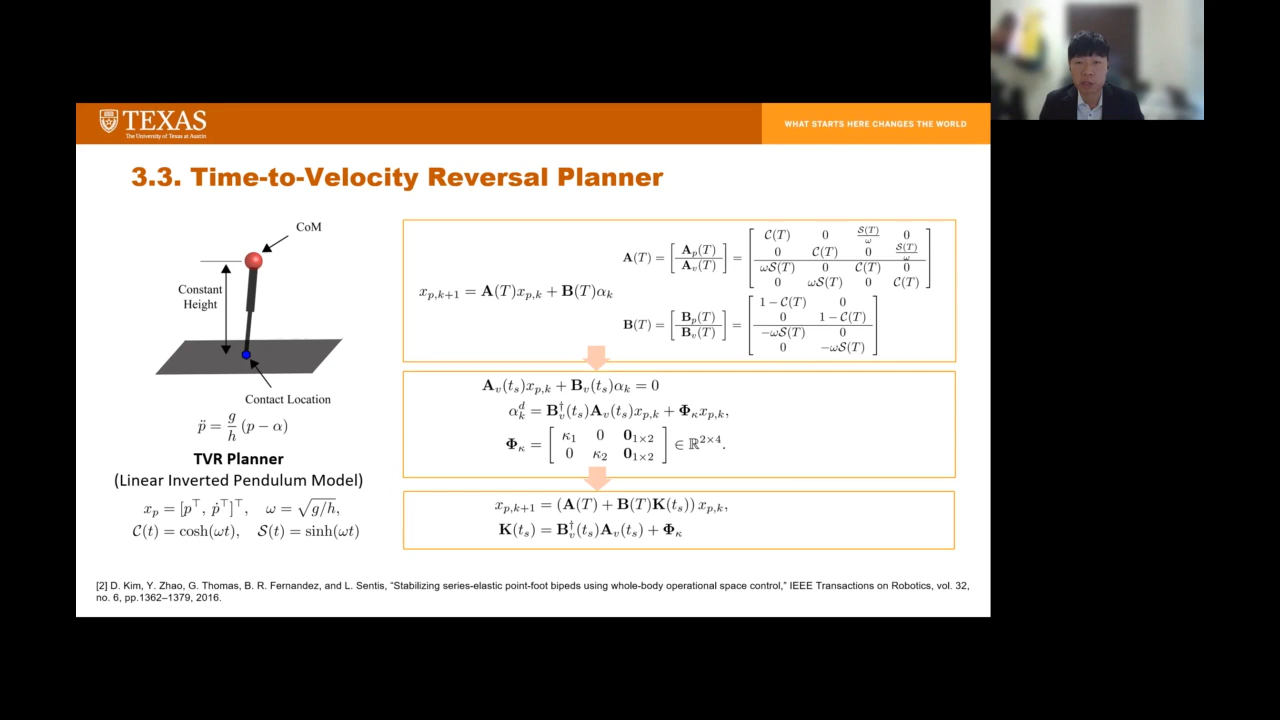 TEXAS
The University of Texas at Austin
WHAT STARTS HERE CHANGES THE WORLD
3.3. Time-to-Velocity Reversal Planner
CoM
Constant
Height
Contact Location
p̈ = g/h (p − α)
TVR Planner
(Linear Inverted Pendulum Model)
x_p = [p^⊤, ṗ^⊤]^⊤, ω = √(g/h),
𝒞(t) = cosh(ωt), 𝒮(t) = sinh(ωt)
x_{p,k+1} = A(T)x_{p,k} + B(T)α_k
A(T) = [A_p(T) / A_v(T)] = [𝒞(T) 0 𝒮(T)/ω 0
0 𝒞(T) 0 𝒮(T)/ω
ω𝒮(T) 0 𝒞(T) 0
0 ω𝒮(T) 0 𝒞(T)]
B(T) = [B_p(T) / B_v(T)] = [1 − 𝒞(T) 0
0 1 − 𝒞(T)
−ω𝒮(T) 0
0 −ω𝒮(T)]
A_v(t_s)x_{p,k} + B_v(t_s)α_k = 0
α_k^d = B_v^†(t_s)A_v(t_s)x_{p,k} + Φ_κ x_{p,k},
Φ_κ = [κ_1 0 0_{1×2}
0 κ_2 0_{1×2}] ∈ ℝ^{2×4}.
x_{p,k+1} = (A(T) + B(T)K(t_s)) x_{p,k},
K(t_s) = B_v^†(t_s)A_v(t_s) + Φ_κ
[2] D. Kim, Y. Zhao, G. Thomas, B. R. Fernandez, and L. Sentis, “Stabilizing series-elastic point-foot bipeds using whole-body operational space control,” IEEE Transactions on Robotics, vol. 32,
no. 6, pp.1362–1379, 2016.